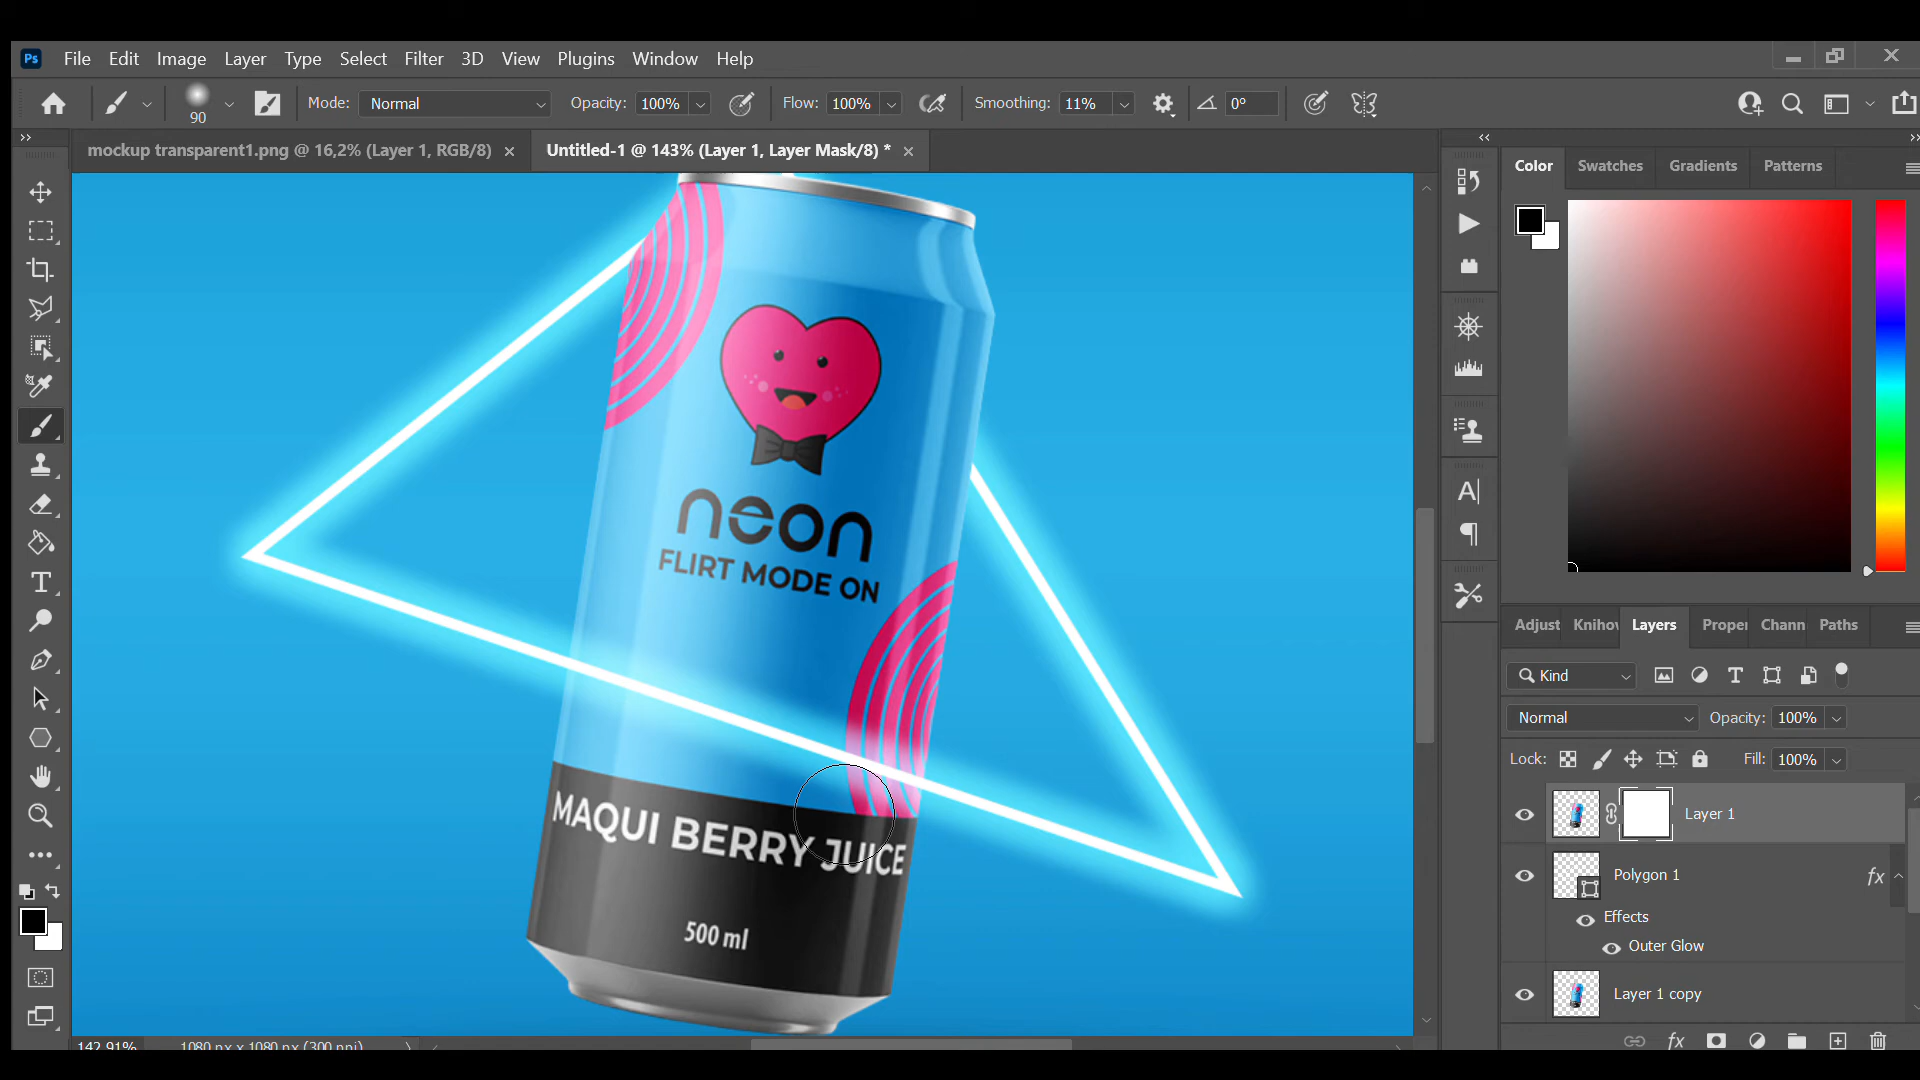 Ps File Edit Image Layer Type Select Filter 3D View Plugins Window Help
90 Mode: Normal Opacity: 100% Flow: 100% Smoothing: 11% 0°
mockup transparent1.png @ 16,2% (Layer 1, RGB/8) Untitled-1 @ 143% (Layer 1, Layer Mask/8) *
Color Swatches Gradients Patterns
neon
FLIRT MODE ON
MAQUI BERRY JUICE
500 ml
Adjust Knihov Layers Proper Chann Paths
Kind
Normal Opacity: 100%
Lock: Fill: 100%
Layer 1
Polygon 1 fx
Effects
Outer Glow
Layer 1 copy
fx
142,91% 1080 px x 1080 px (300 ppi)